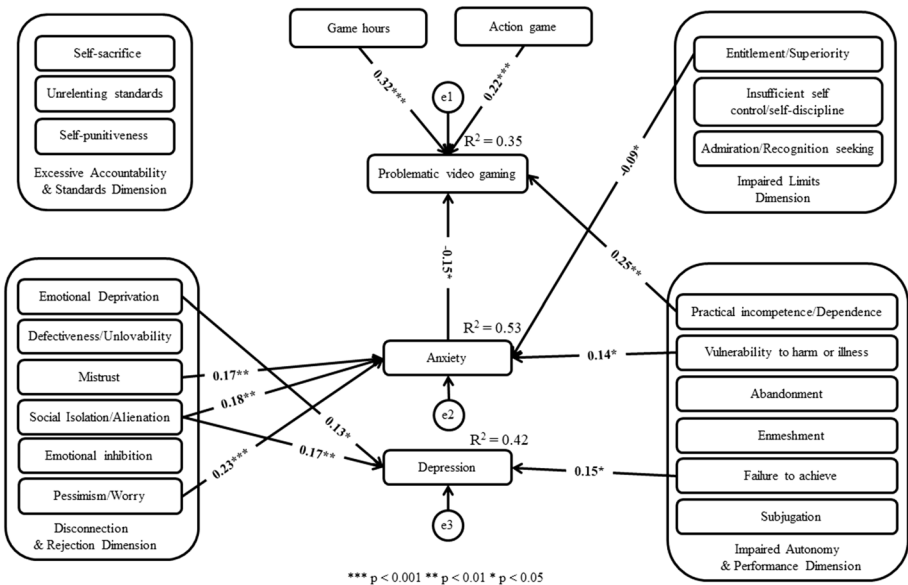 Game hours
Action game
Self-sacrifice
Unrelenting standards
Self-punitiveness
Excessive Accountability
& Standards Dimension
Entitlement/Superiority
Insufficient self
control/self-discipline
Admiration/Recognition seeking
Impaired Limits
Dimension
0.32***
0.22***
e1
R² = 0.35
Problematic video gaming
-0.09*
-0.15*
0.25**
Emotional Deprivation
Defectiveness/Unlovability
Mistrust
Social Isolation/Alienation
Emotional inhibition
Pessimism/Worry
Disconnection
& Rejection Dimension
0.17**
0.18**
0.13*
0.17**
0.23***
R² = 0.53
Anxiety
e2
R² = 0.42
Depression
e3
0.14*
0.15*
Practical incompetence/Dependence
Vulnerability to harm or illness
Abandonment
Enmeshment
Failure to achieve
Subjugation
Impaired Autonomy
& Performance Dimension
*** p < 0.001 ** p < 0.01 * p < 0.05